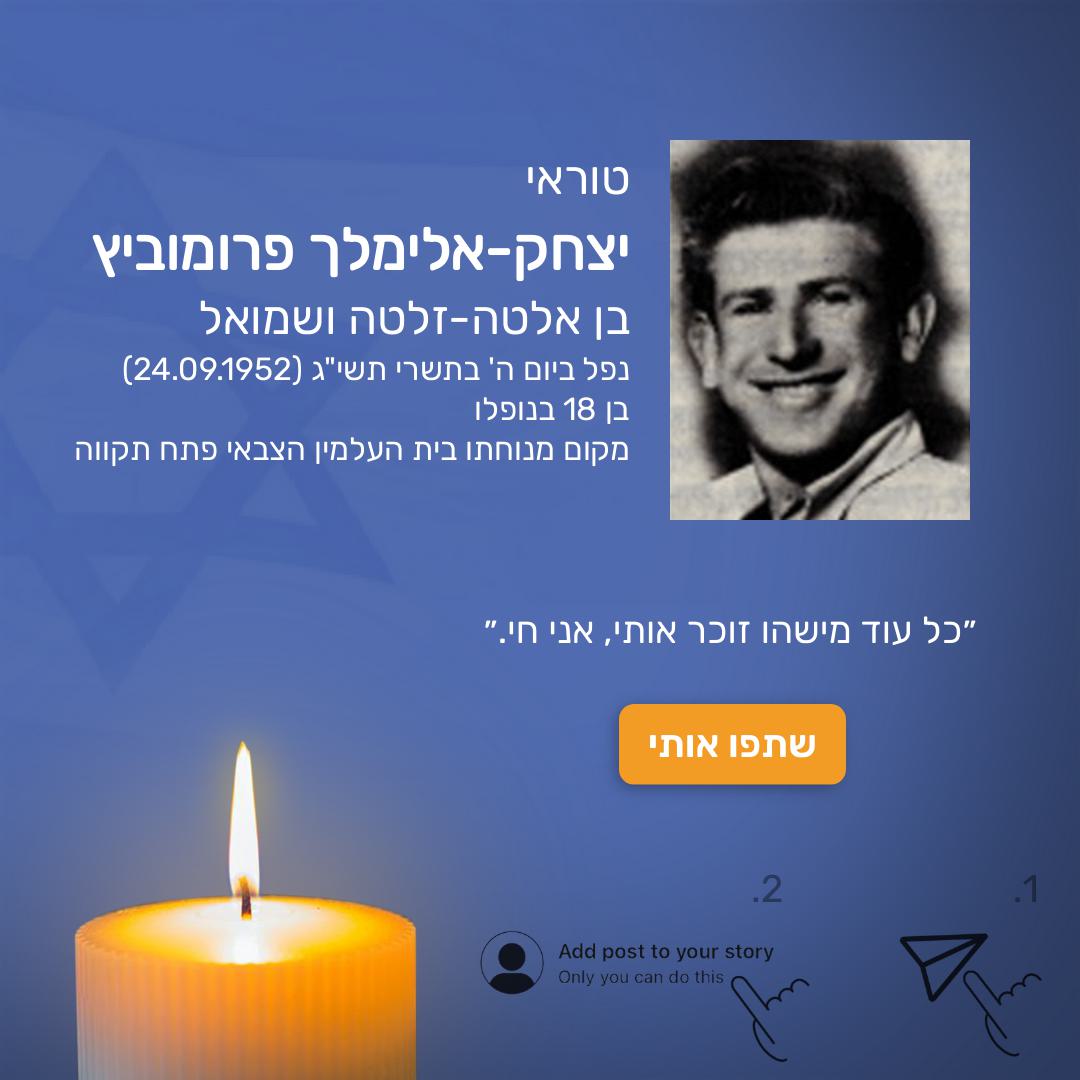 טוראי
יצחק-אלימלך פרומוביץ
בן אלטה-זלטה ושמואל
נפל ביום ה' בתשרי תשי"ג (24.09.1952)
בן 18 בנופלו
מקום מנוחתו בית העלמין הצבאי פתח תקווה
״כל עוד מישהו זוכר אותי, אני חי.״
שתפו אותי
.1
.2
Add post to your story
Only you can do this